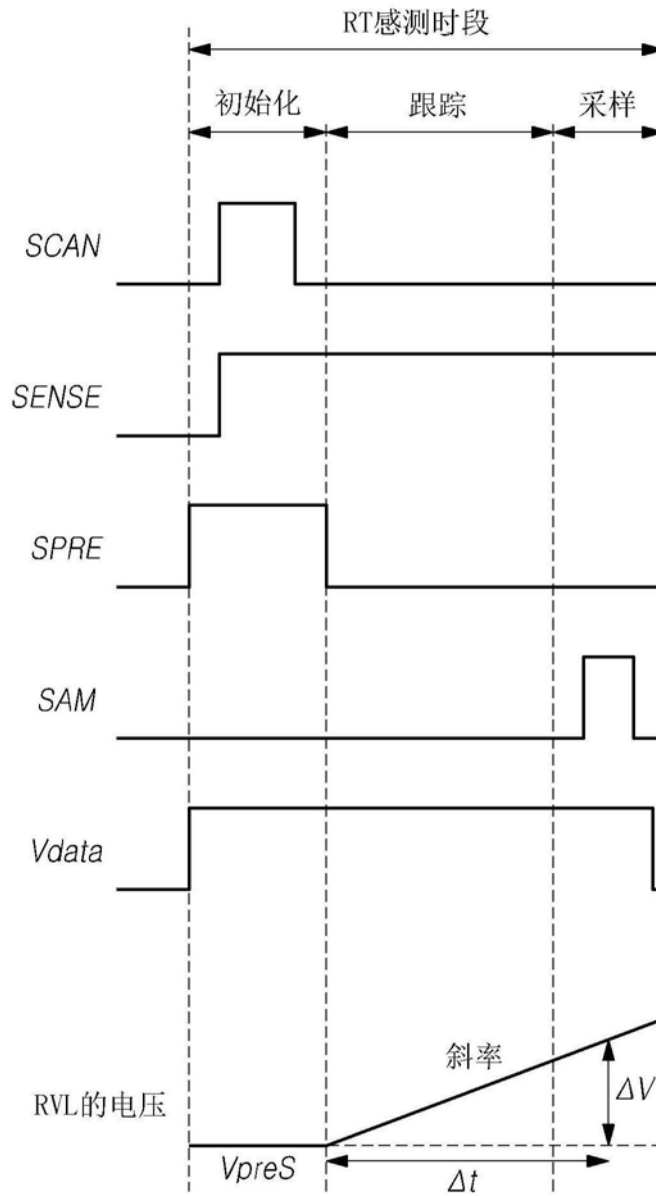 RT感测时段
初始化 跟踪 采样
SCAN
SENSE
SPRE
SAM
Vdata
斜率
RVL的电压
ΔV
VpreS
Δt